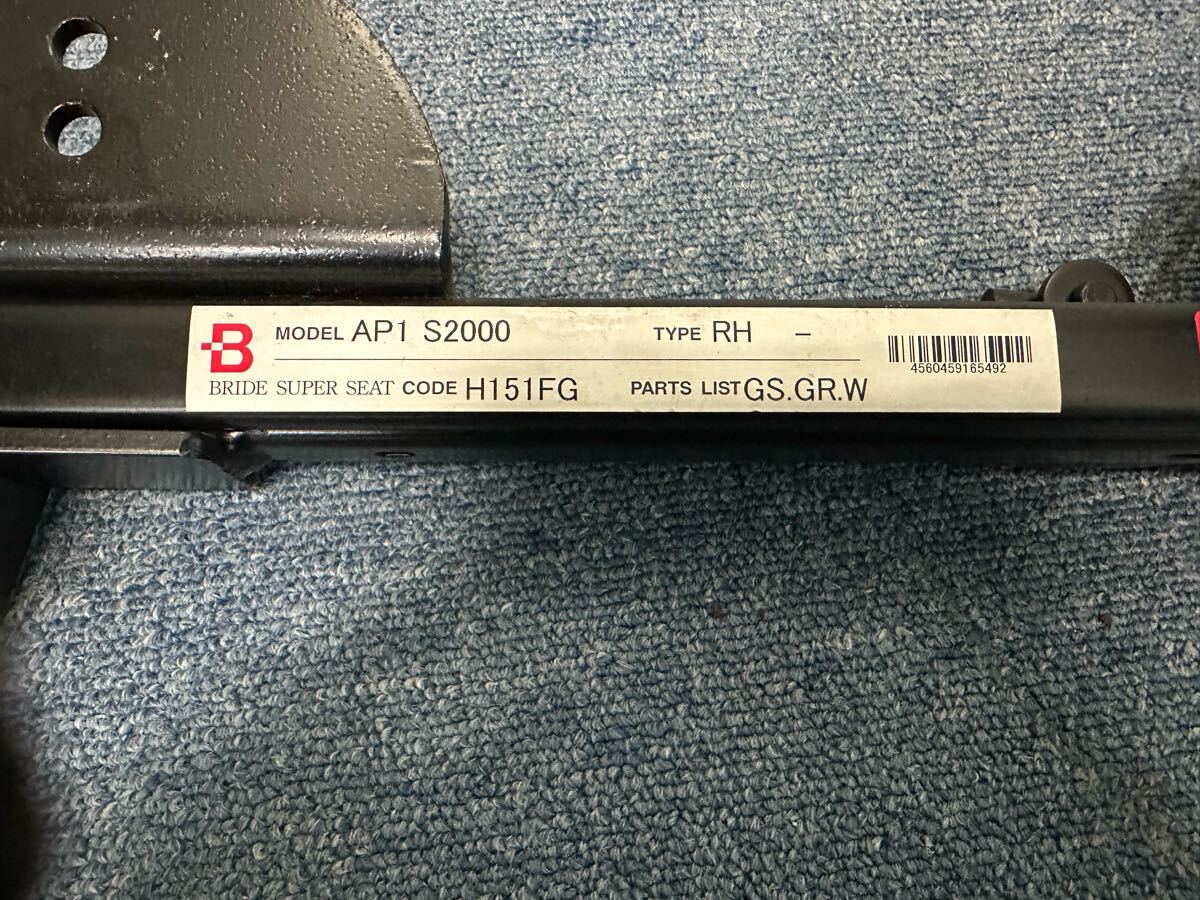 B MODEL AP1 S2000 TYPE RH -
BRIDE SUPER SEAT CODE H151FG PARTS LIST GS.GR.W
4560459165492